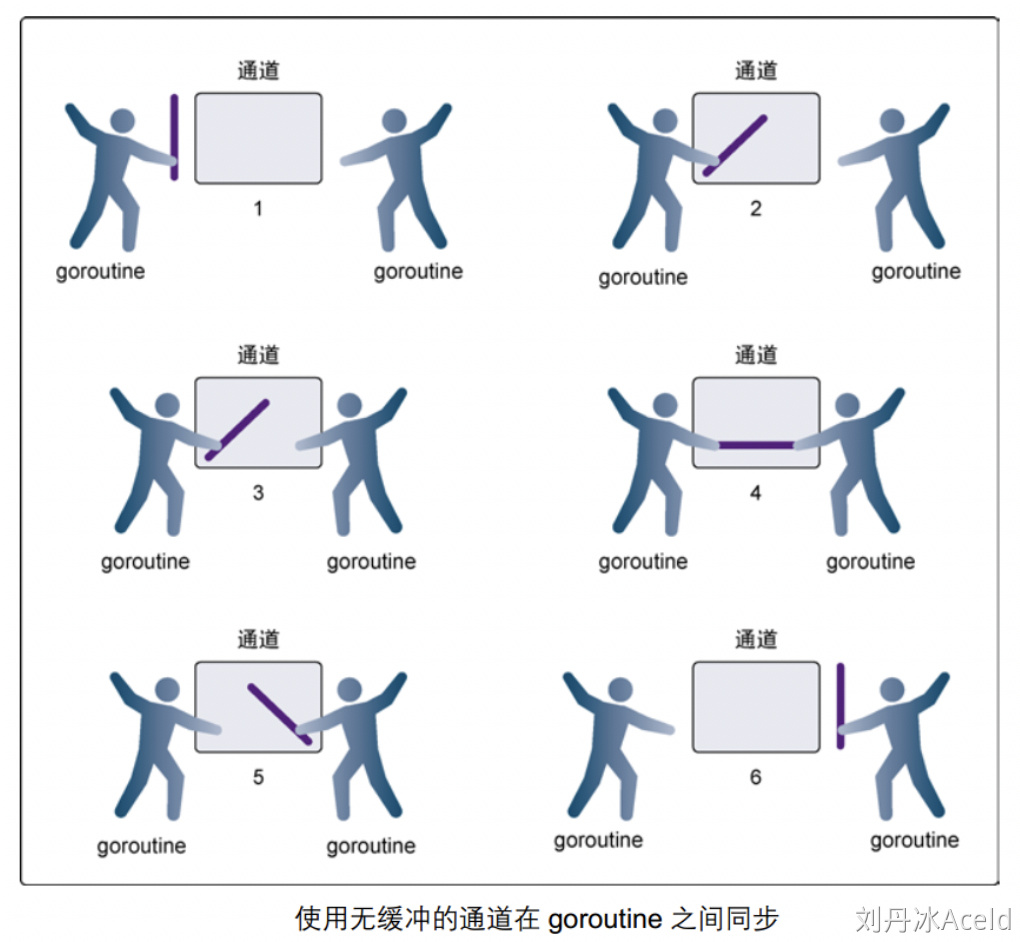 通道 通道
1 2
goroutine goroutine goroutine goroutine
通道 通道
3 4
goroutine goroutine goroutine goroutine
通道 通道
5 6
goroutine goroutine goroutine goroutine
使用无缓冲的通道在 goroutine 之间同步
刘丹冰Aceld